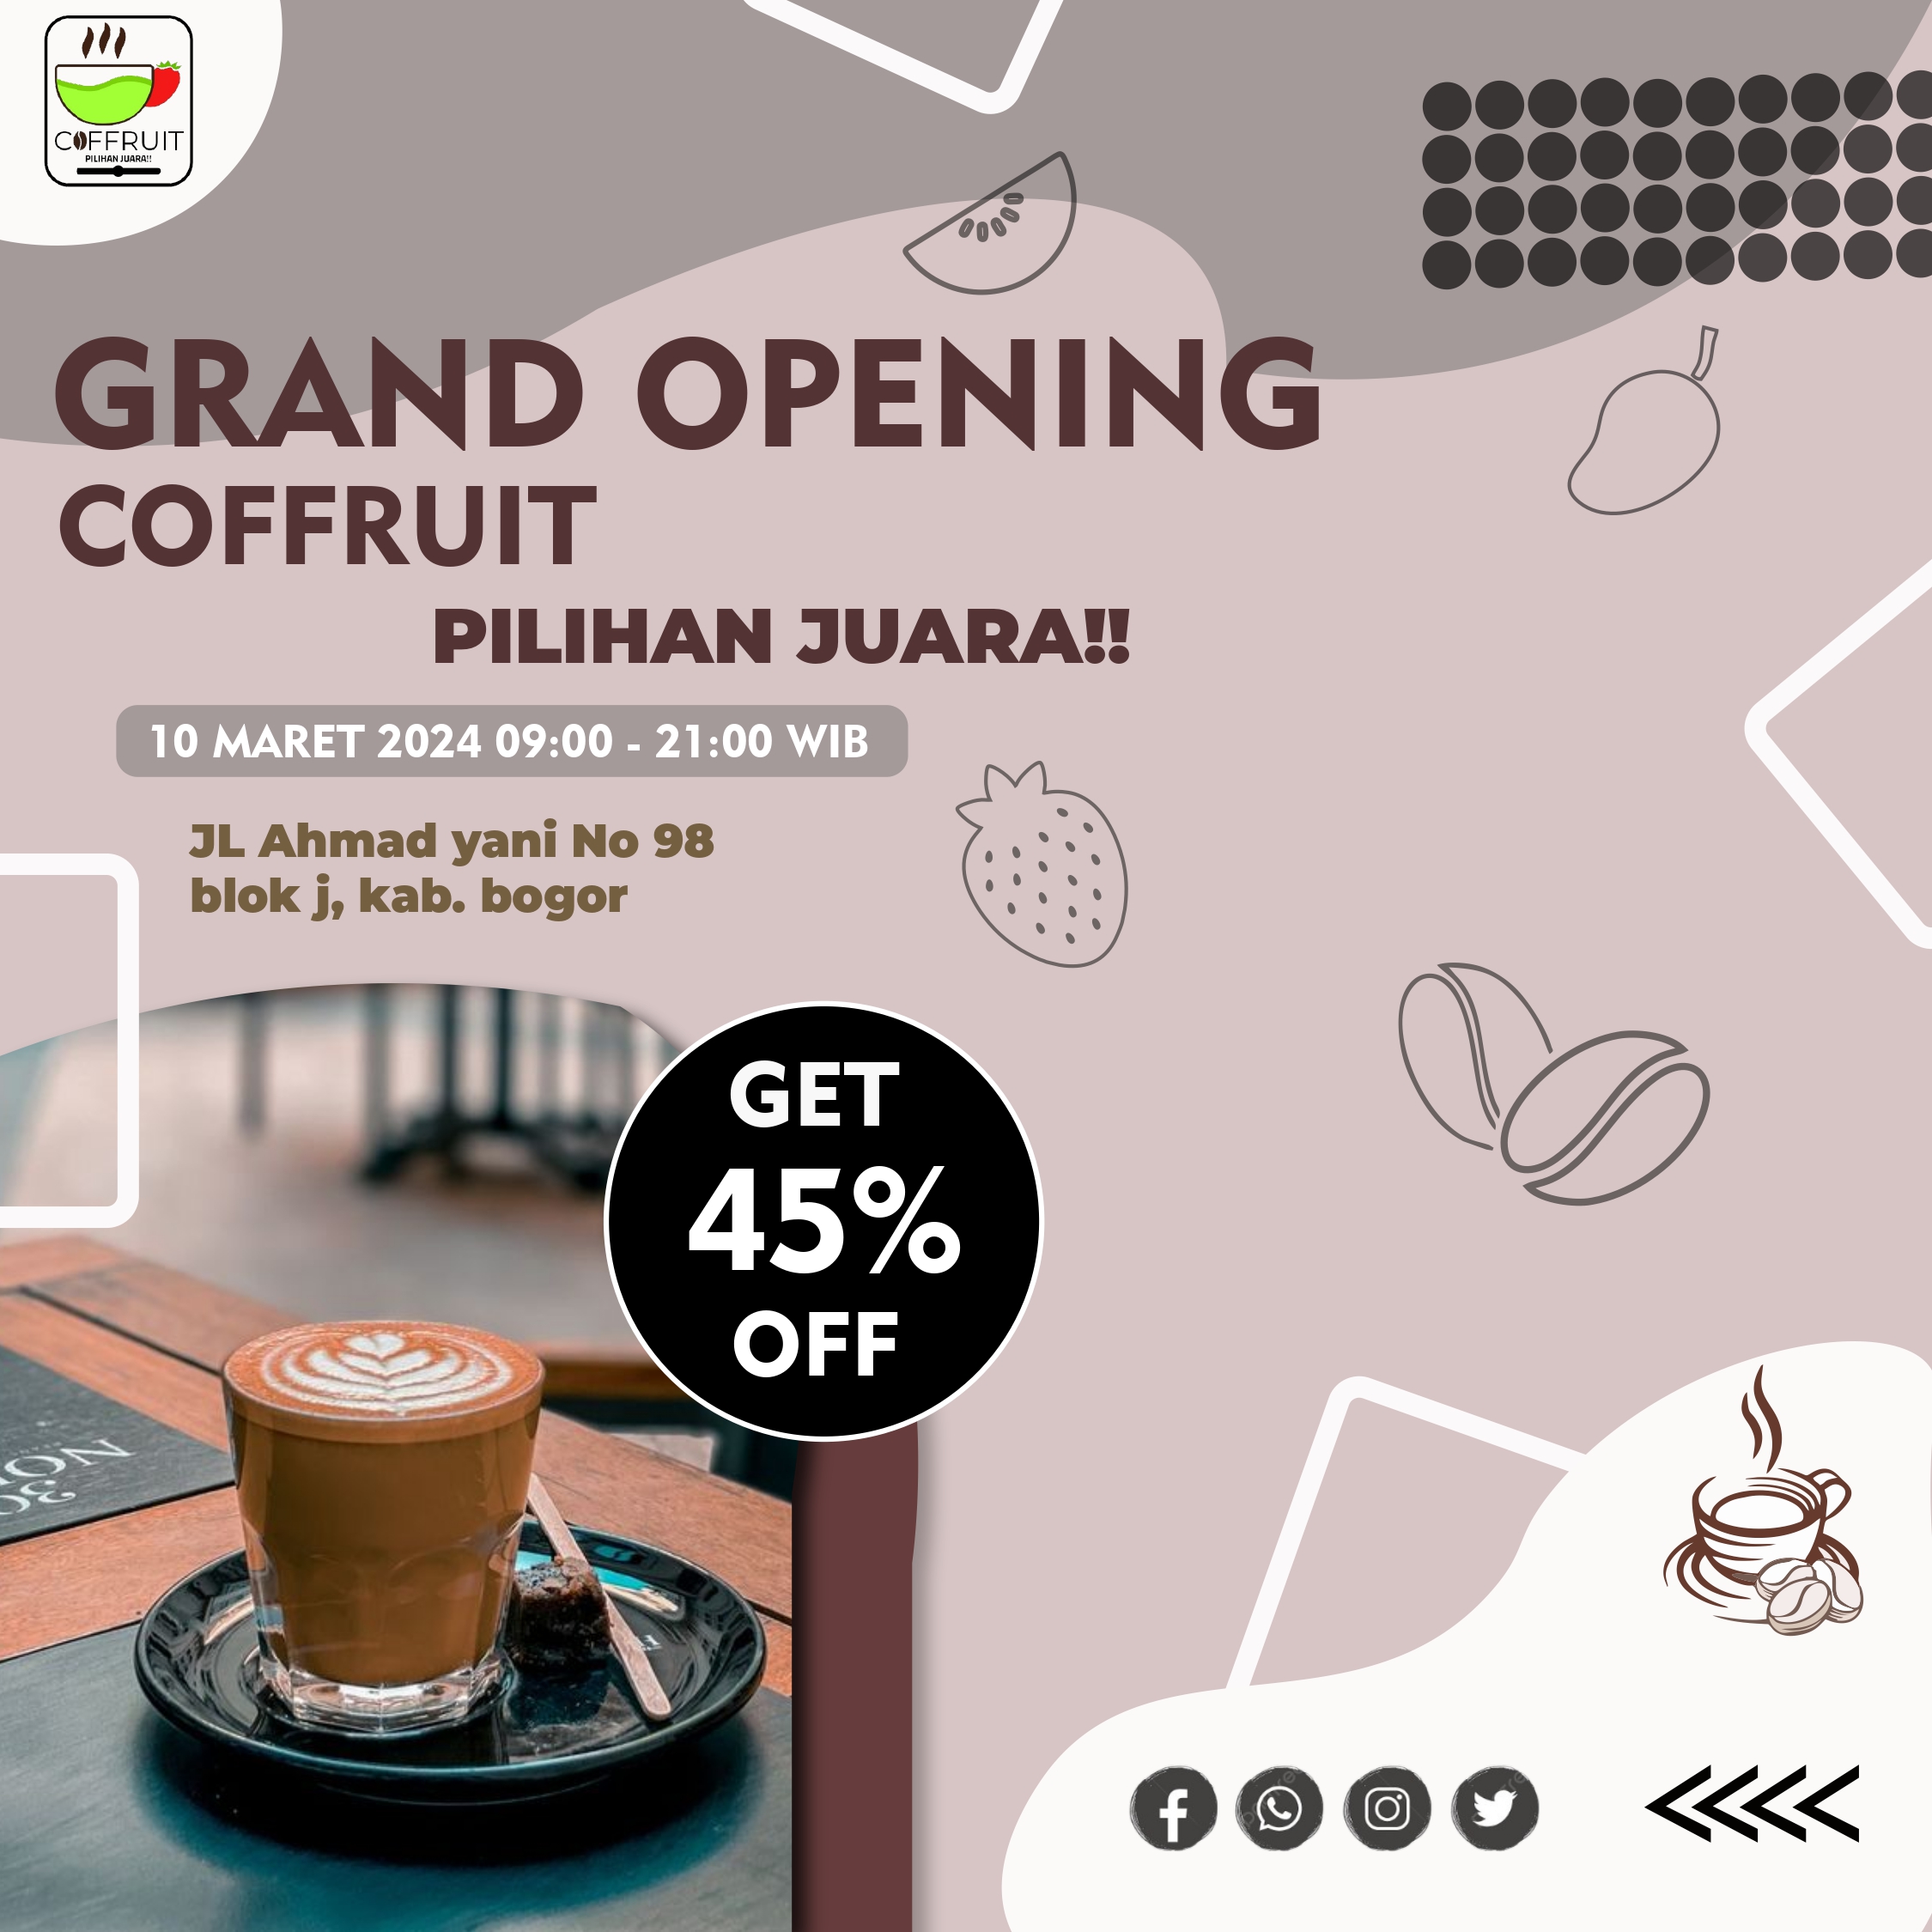 COFFRUIT
PILIHAN JUARA!!
GRAND OPENING
COFFRUIT
PILIHAN JUARA!!
10 MARET 2024 09:00 - 21:00 WIB
JL Ahmad yani No 98
blok j, kab. bogor
GET
45%
OFF